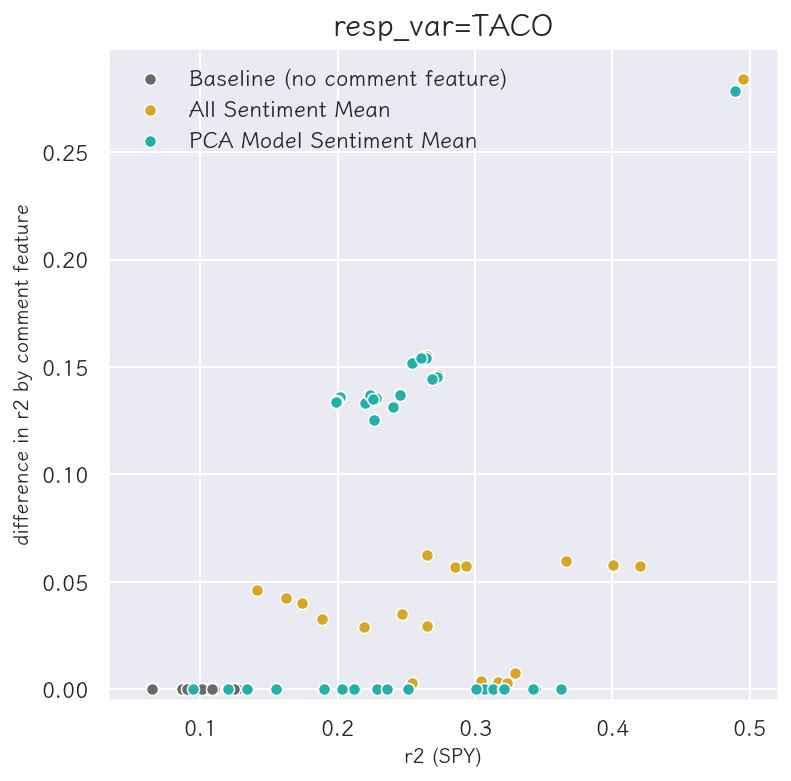 resp_var=TACO
Baseline (no comment feature)
All Sentiment Mean
PCA Model Sentiment Mean
difference in r2 by comment feature
0.25
0.20
0.15
0.10
0.05
0.00
0.1 0.2 0.3 0.4 0.5
r2 (SPY)